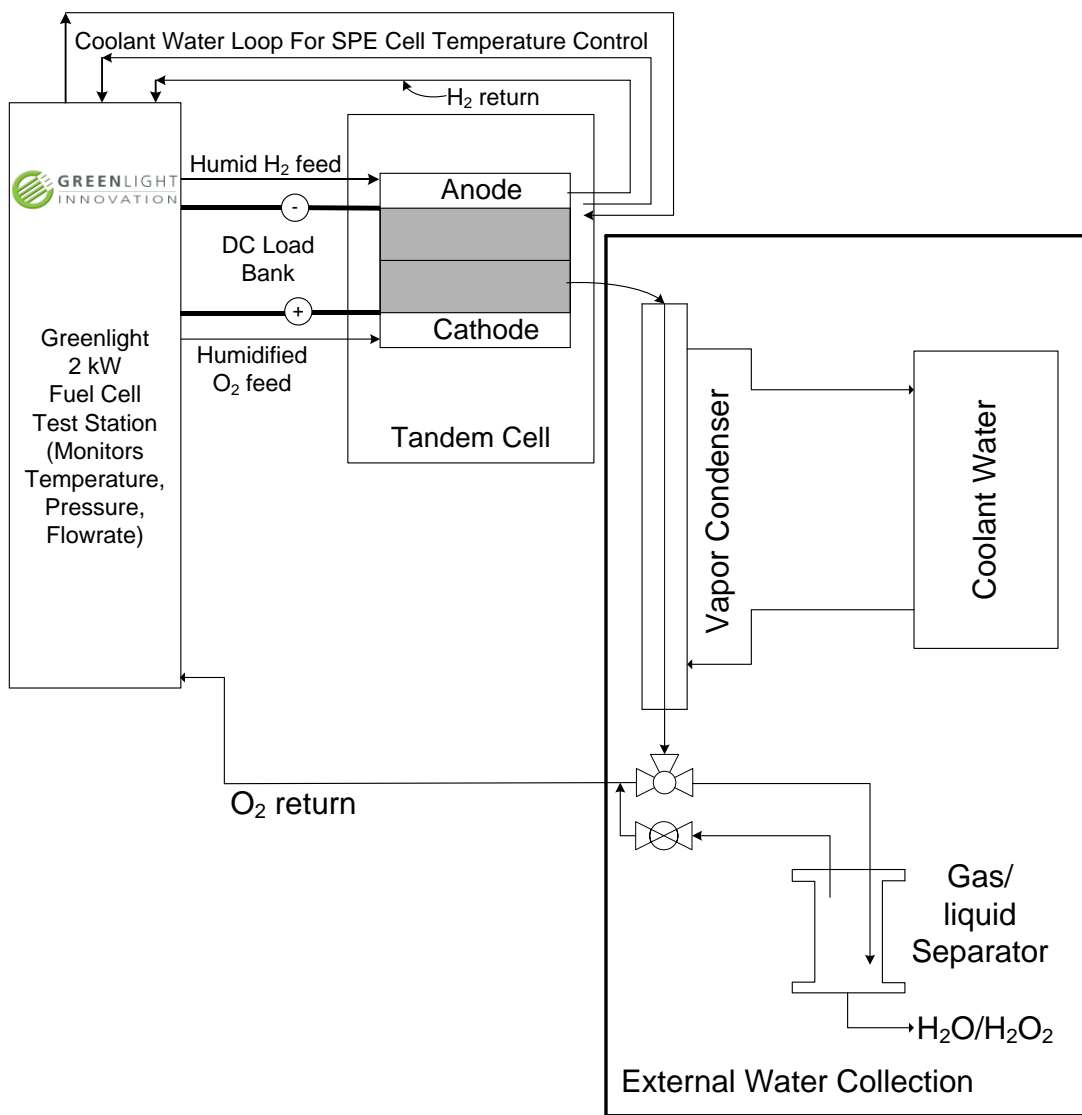 Coolant Water Loop For SPE Cell Temperature Control
H₂ return
GREENLIGHT
INNOVATION
Humid H₂ feed
Anode
-
DC Load
Bank
+
Cathode
Humidified
O₂ feed
Tandem Cell
Greenlight
2 kW
Fuel Cell
Test Station
(Monitors
Temperature,
Pressure,
Flowrate)
Vapor Condenser
Coolant Water
O₂ return
Gas/
liquid
Separator
H₂O/H₂O₂
External Water Collection